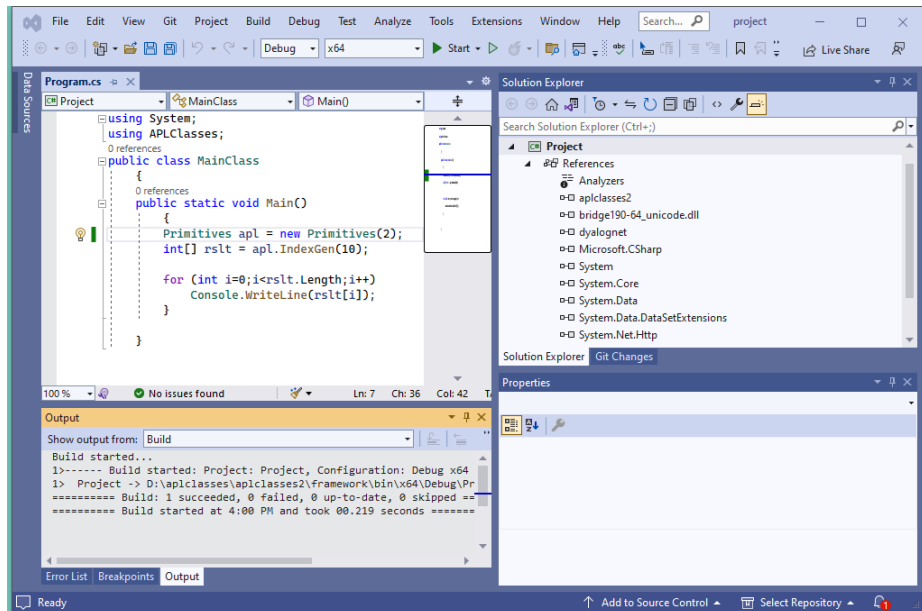 File Edit View Git Project Build Debug Test Analyze Tools Extensions Window Help Search... project
Debug x64 Start Live Share
Data Sources
Program.cs
C# Project MainClass Main()
using System;
using APLClasses;
0 references
public class MainClass
{
0 references
public static void Main()
{
Primitives apl = new Primitives(2);
int[] rslt = apl.IndexGen(10);
for (int i=0;i<rslt.Length;i++)
Console.WriteLine(rslt[i]);
}
}
100 % No issues found Ln: 7 Ch: 36 Col: 42
Output
Show output from: Build
Build started...
1>------ Build started: Project: Project, Configuration: Debug x64
1> Project -> D:\aplclasses\aplclasses2\framework\bin\x64\Debug\Pr
========== Build: 1 succeeded, 0 failed, 0 up-to-date, 0 skipped ==
========== Build started at 4:00 PM and took 00.219 seconds =======
Error List Breakpoints Output
Solution Explorer
Search Solution Explorer (Ctrl+;)
C# Project
References
Analyzers
aplclasses2
bridge190-64_unicode.dll
dyalognet
Microsoft.CSharp
System
System.Core
System.Data
System.Data.DataSetExtensions
System.Net.Http
Solution Explorer Git Changes
Properties
Ready Add to Source Control Select Repository 1